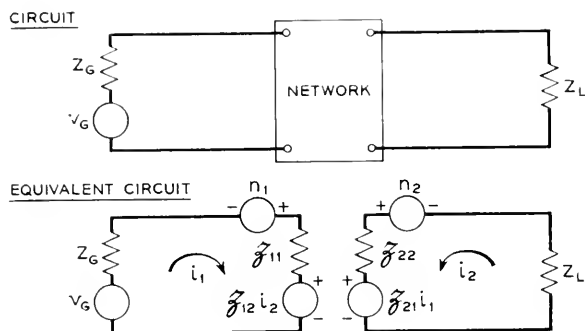 CIRCUIT
Z_G
V_G
NETWORK
Z_L
EQUIVALENT CIRCUIT
n_1
n_2
- +
+ -
Z_G
i_1
z_11
z_22
i_2
Z_L
V_G
z_12 i_2
+
-
+
-
z_21 i_1